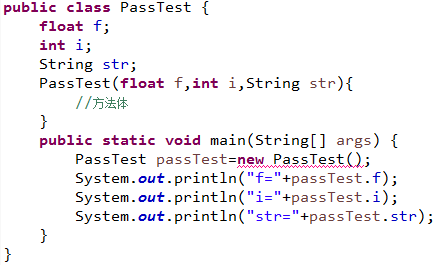 public class PassTest {
    float f;
    int i;
    String str;
    PassTest(float f,int i,String str){
        //方法体
    }
    public static void main(String[] args) {
        PassTest passTest=new PassTest();
        System.out.println("f="+passTest.f);
        System.out.println("i="+passTest.i);
        System.out.println("str="+passTest.str);
    }
}